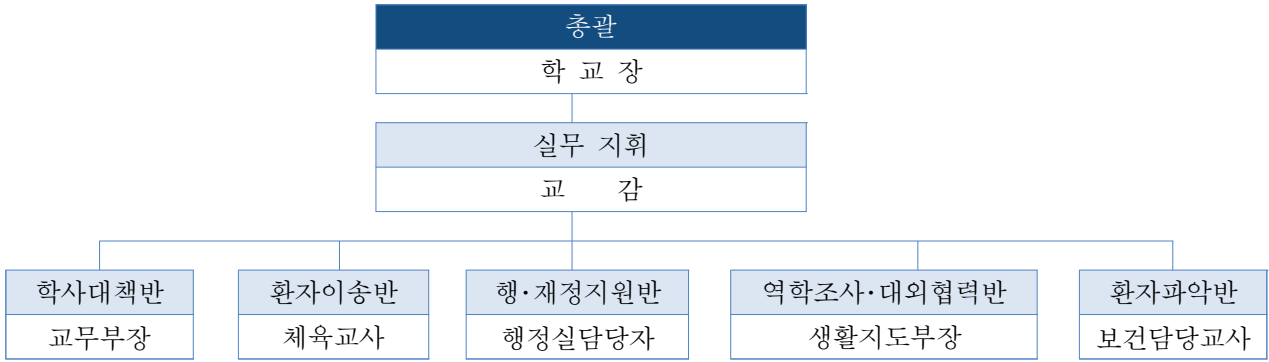 총괄
학 교 장
실무 지휘
교 감
학사대책반 환자이송반 행·재정지원반 역학조사·대외협력반 환자파악반
교무부장 체육교사 행정실담당자 생활지도부장 보건담당교사